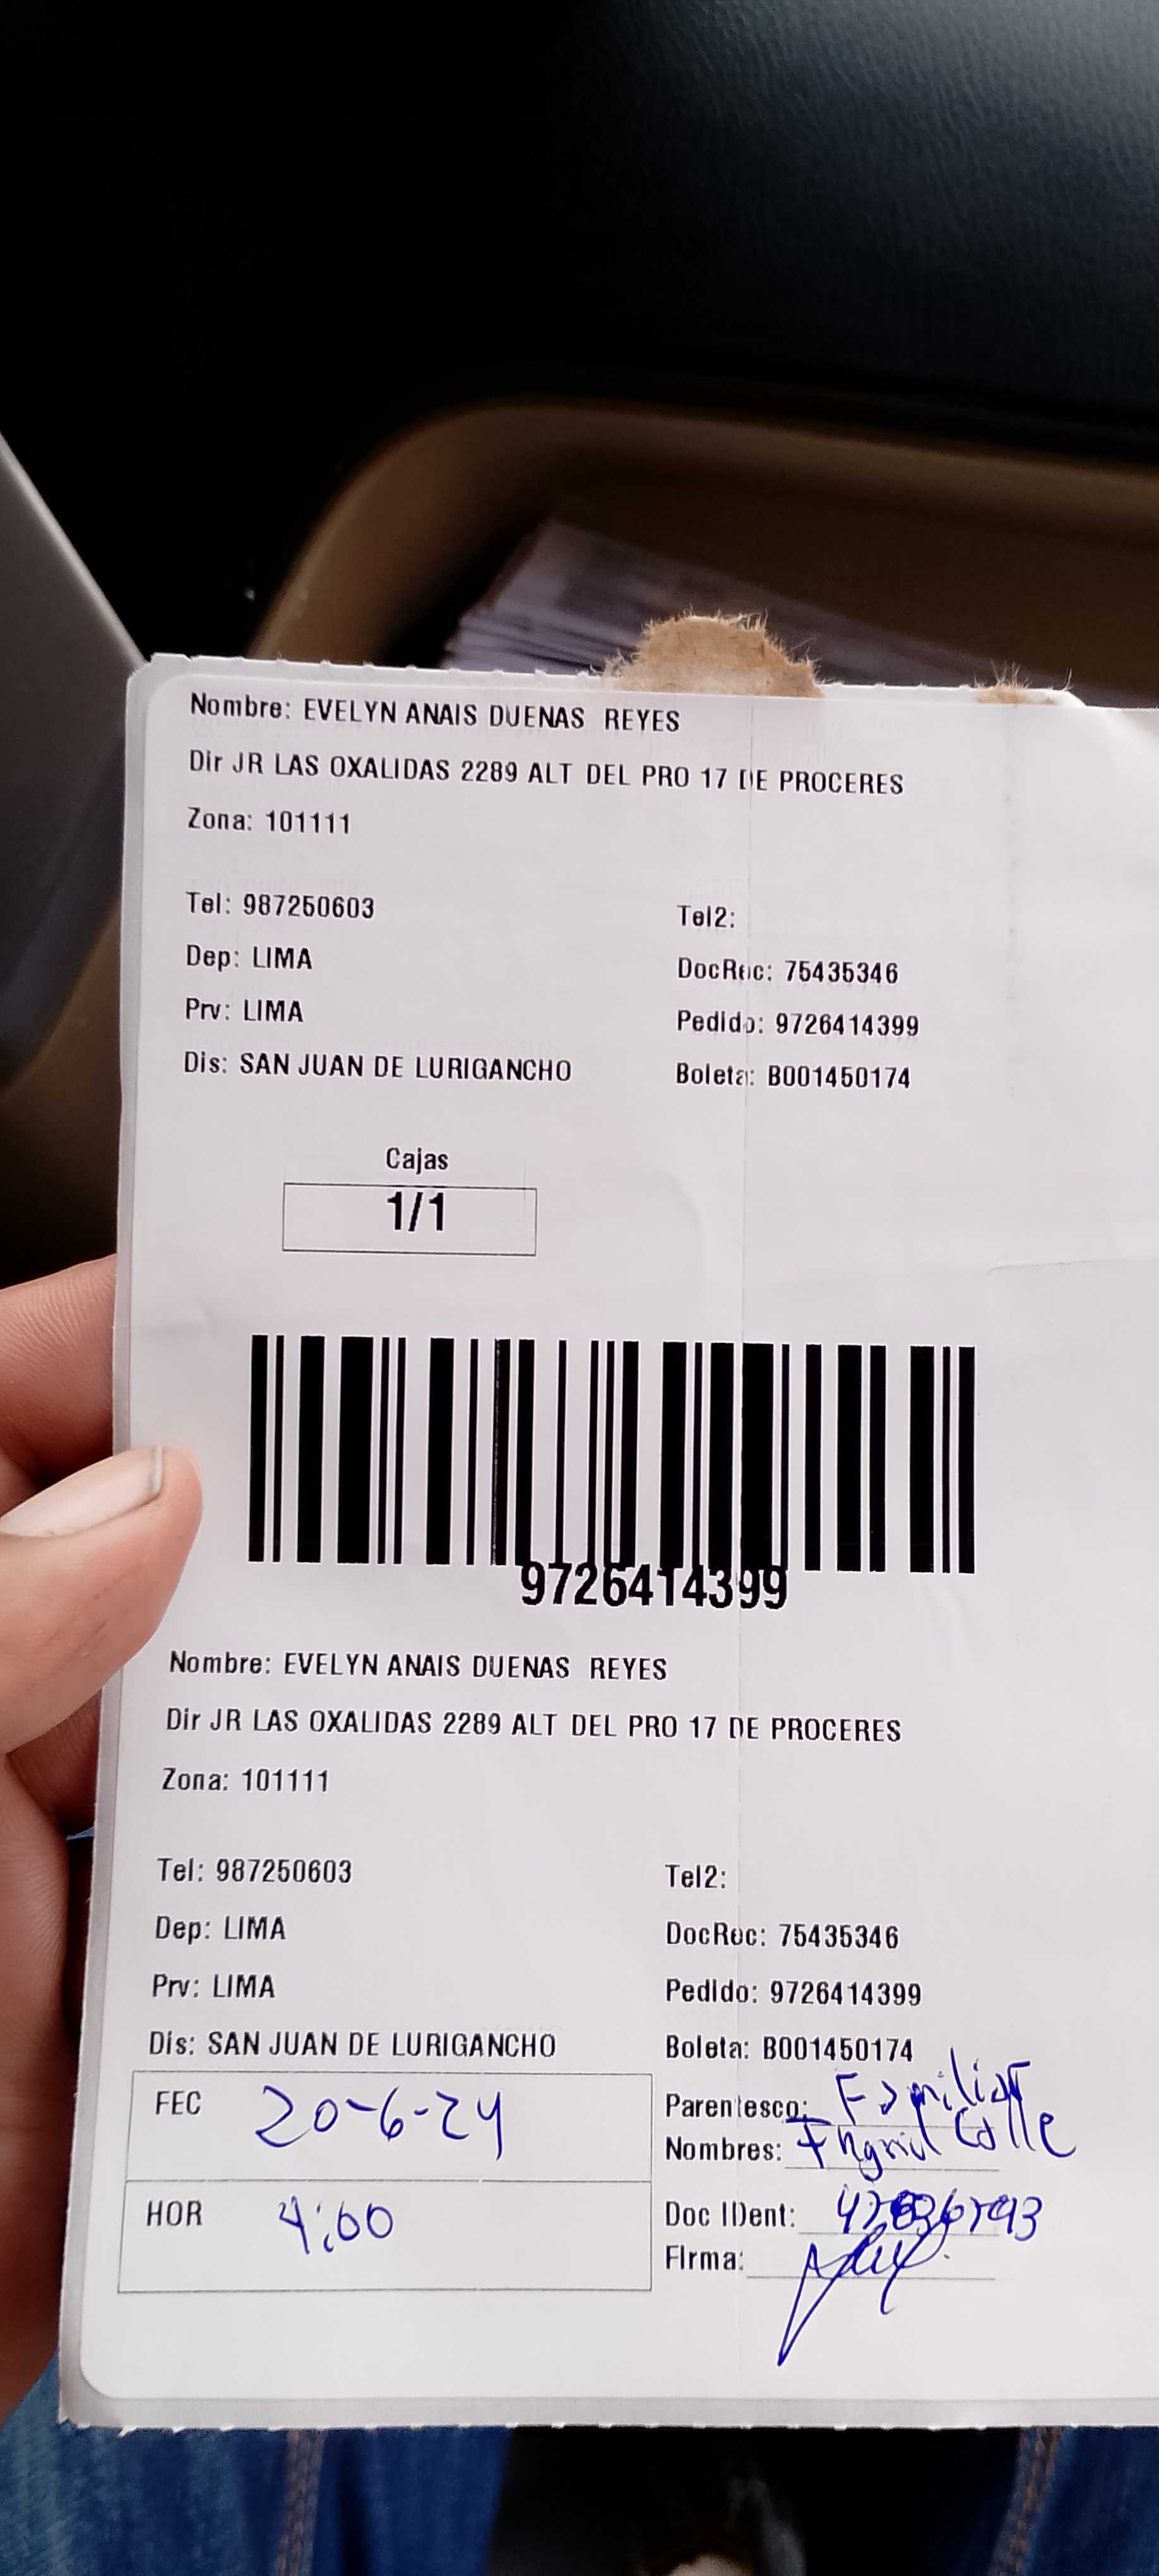 Nombre: EVELYN ANAIS DUENAS REYES
Dir JR LAS OXALIDAS 2289 ALT DEL PRO 17 DE PROCERES
Zona: 101111
Tel: 987250603 Tel2:
Dep: LIMA DocRec: 75435346
Prv: LIMA Pedido: 9726414399
Dis: SAN JUAN DE LURIGANCHO Boleta: B001450174
Cajas
1/1
9726414399
Nombre: EVELYN ANAIS DUENAS REYES
Dir JR LAS OXALIDAS 2289 ALT DEL PRO 17 DE PROCERES
Zona: 101111
Tel: 987250603 Tel2:
Dep: LIMA DocRec: 75435346
Prv: LIMA Pedido: 9726414399
Dis: SAN JUAN DE LURIGANCHO Boleta: B001450174
FEC 20-6-24 Parentesco: Familiar
Nombres: Ingrid Calle
HOR 4:00 Doc IDent:
Firma: